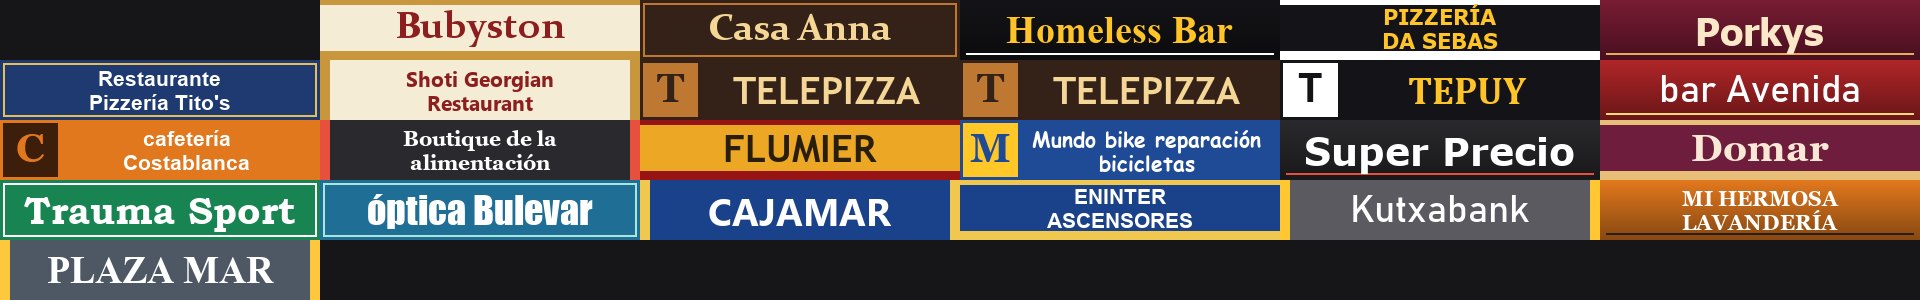 Bubyston
Casa Anna
Homeless Bar
PIZZERÍA
DA SEBAS
Porkys
Restaurante
Pizzería Tito's
Shoti Georgian
Restaurant
T TELEPIZZA
T TELEPIZZA
T TEPUY
bar Avenida
C cafetería
Costablanca
Boutique de la
alimentación
FLUMIER
M Mundo bike reparación
bicicletas
Super Precio
Domar
Trauma Sport
óptica Bulevar
CAJAMAR
ENINTER
ASCENSORES
Kutxabank
MI HERMOSA
LAVANDERÍA
PLAZA MAR